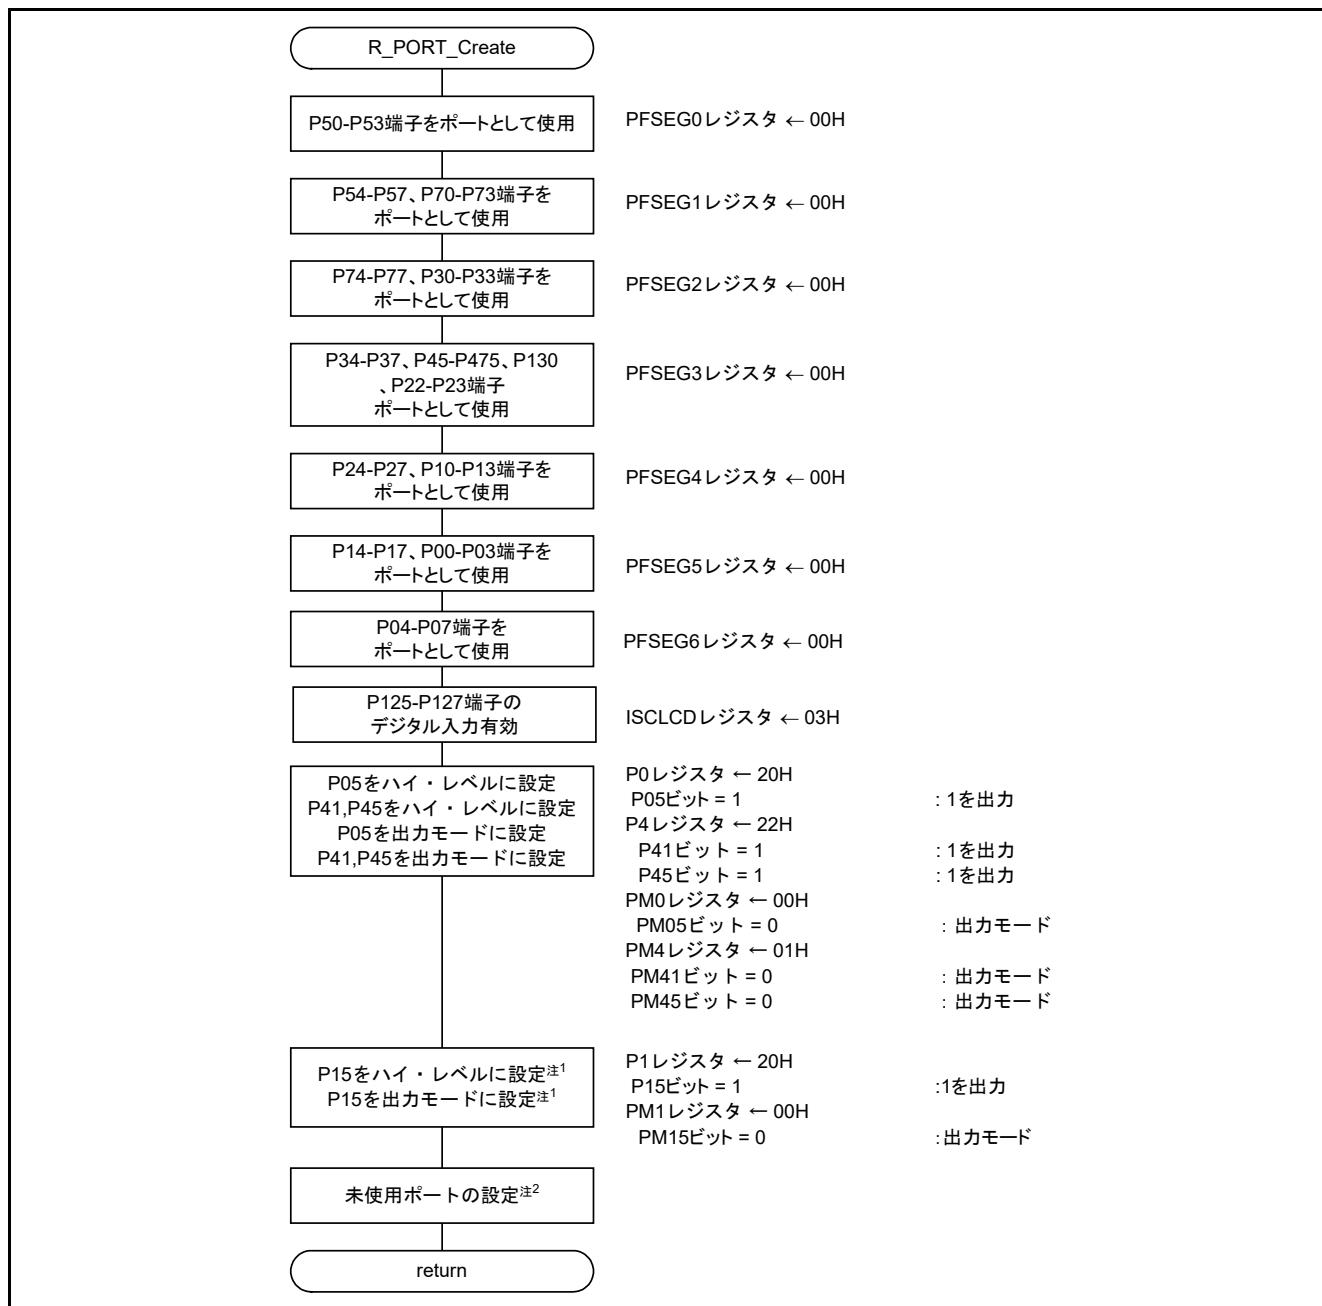 R_PORT_Create
P50-P53端子をポートとして使用
PFSEG0レジスタ ← 00H
P54-P57、P70-P73端子を
ポートとして使用
PFSEG1レジスタ ← 00H
P74-P77、P30-P33端子を
ポートとして使用
PFSEG2レジスタ ← 00H
P34-P37、P45-P475、P130
、P22-P23端子
ポートとして使用
PFSEG3レジスタ ← 00H
P24-P27、P10-P13端子を
ポートとして使用
PFSEG4レジスタ ← 00H
P14-P17、P00-P03端子を
ポートとして使用
PFSEG5レジスタ ← 00H
P04-P07端子を
ポートとして使用
PFSEG6レジスタ ← 00H
P125-P127端子の
デジタル入力有効
ISCLCDレジスタ ← 03H
P05をハイ・レベルに設定
P41,P45をハイ・レベルに設定
P05を出力モードに設定
P41,P45を出力モードに設定
P0レジスタ ← 20H
P05ビット = 1 : 1を出力
P4レジスタ ← 22H
P41ビット = 1 : 1を出力
P45ビット = 1 : 1を出力
PM0レジスタ ← 00H
PM05ビット = 0 : 出力モード
PM4レジスタ ← 01H
PM41ビット = 0 : 出力モード
PM45ビット = 0 : 出力モード
P15をハイ・レベルに設定注1
P15を出力モードに設定注1
P1レジスタ ← 20H
P15ビット = 1 :1を出力
PM1レジスタ ← 00H
PM15ビット = 0 :出力モード
未使用ポートの設定注2
return